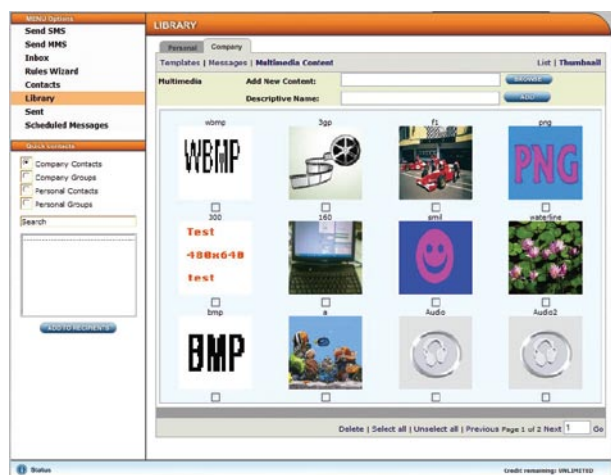 MENU Options
Send SMS
Send MMS
Inbox
Rules Wizard
Contacts
Library
Sent
Scheduled Messages
Quick Contacts
Company Contacts
Company Groups
Personal Contacts
Personal Groups
Search
ADD TO RECIPIENTS
LIBRARY
Personal Company
Templates | Messages | Multimedia Content List | Thumbnail
Multimedia Add New Content: BROWSE
Descriptive Name: ADD
wbmp 3gp f1 png
WBMP PNG
300 160 smil waterline
Test
480x640
test
bmp a Audio Audio2
BMP
Delete | Select all | Unselect all | Previous Page 1 of 2 Next 1 Go
Status Credit remaining: UNLIMITED